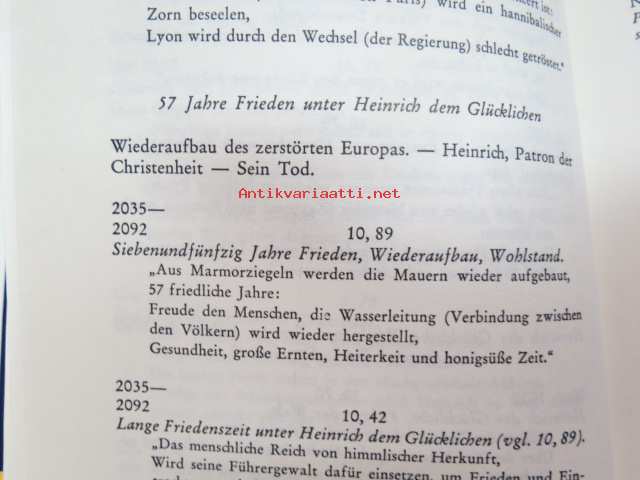 Paris) wird ein hannibalischer
Zorn beseelen,
Lyon wird durch den Wechsel (der Regierung) schlecht getröstet.“
57 Jahre Frieden unter Heinrich dem Glücklichen
Wiederaufbau des zerstörten Europas. — Heinrich, Patron der
Christenheit — Sein Tod.
Antikvariaatti.net
2035—
2092 10, 89
Siebenundfünfzig Jahre Frieden, Wiederaufbau, Wohlstand.
„Aus Marmorziegeln werden die Mauern wieder aufgebaut,
57 friedliche Jahre:
Freude den Menschen, die Wasserleitung (Verbindung zwischen
den Völkern) wird wieder hergestellt,
Gesundheit, große Ernten, Heiterkeit und honigsüße Zeit.“
2035—
2092 10, 42
Lange Friedenszeit unter Heinrich dem Glücklichen (vgl. 10, 89).
„Das menschliche Reich von himmlischer Herkunft,
Wird seine Führergewalt dafür einsetzen, um Frieden und Ein-